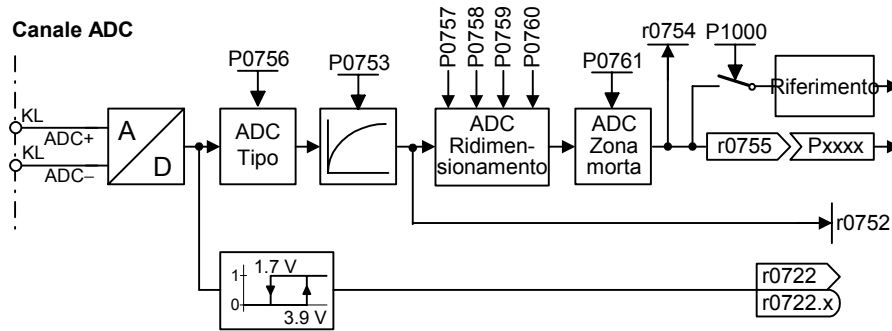 Canale ADC
P0757
P0758
P0759
P0760
r0754
P1000
P0756
P0753
P0761
KL
ADC+
KL
ADC−
A
D
ADC
Tipo
ADC
Ridimen-
sionamento
ADC
Zona
morta
Riferimento
r0755
Pxxxx
r0752
1.7 V
1
0
3.9 V
r0722
r0722.x